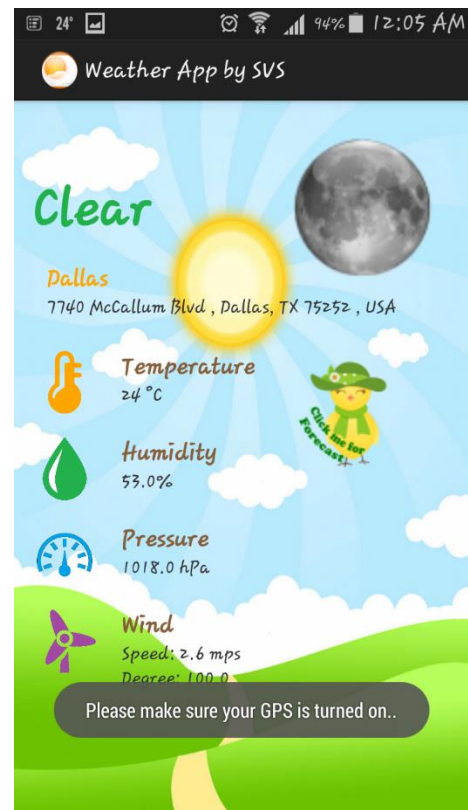 24° 94% 12:05 AM
Weather App by SVS
Clear
Dallas
7740 McCallum Blvd , Dallas, TX 75252 , USA
Temperature
24 °C
Click me for
Forecast
Humidity
53.0%
Pressure
1018.0 hPa
Wind
Speed: 2.6 mps
Degree: 100.0
Please make sure your GPS is turned on..